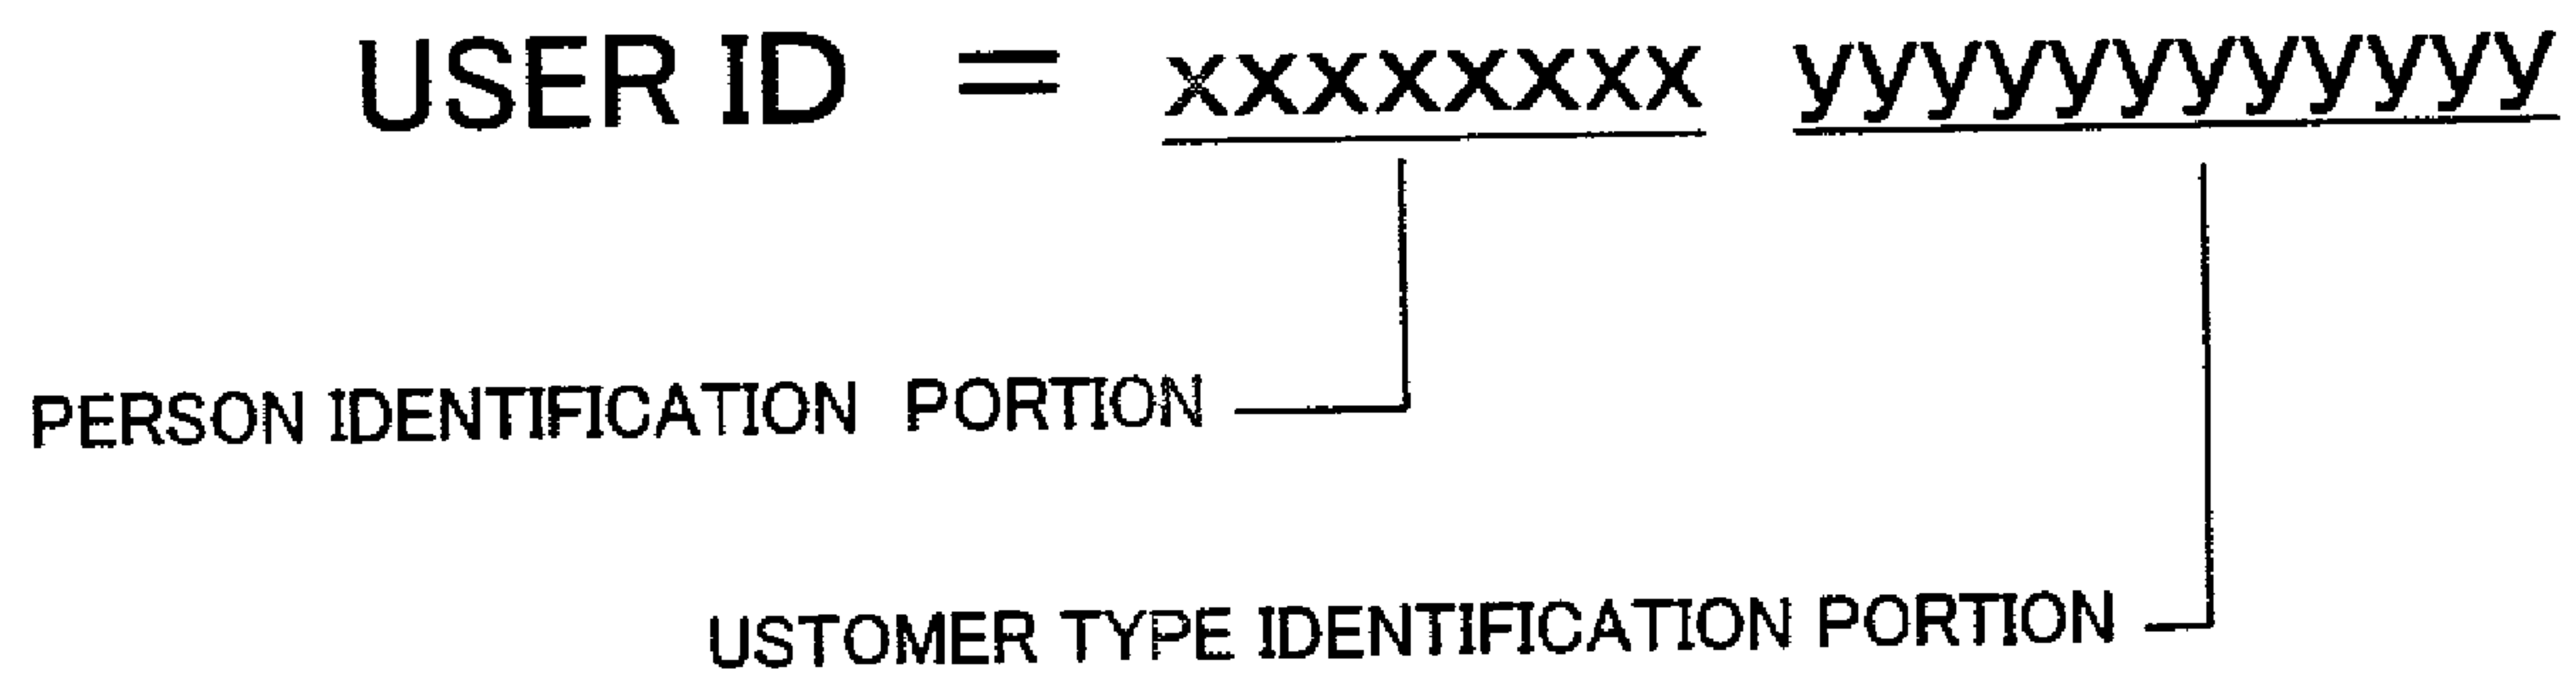 USER ID = xxxxxxxx yyyyyyyyyyyy
PERSON IDENTIFICATION PORTION
USTOMER TYPE IDENTIFICATION PORTION